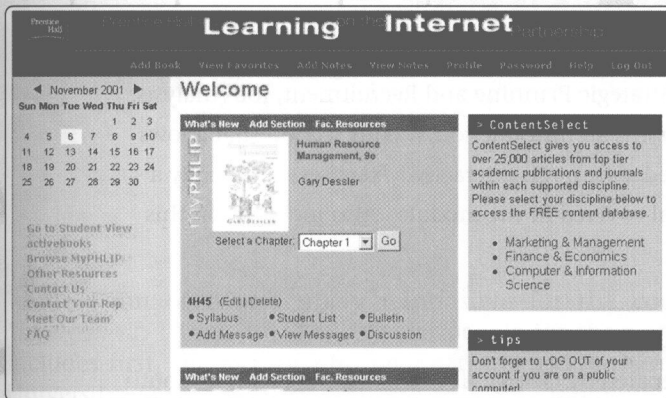 Prentice
Hall
Learning
Internet
on the
Partnership
Add Book View Favorites Add Notes View Notes Profile Password Help Log Out
November 2001
Sun Mon Tue Wed Thu Fri Sat
1 2 3
4 5 6 7 8 9 10
11 12 13 14 15 16 17
18 19 20 21 22 23 24
25 26 27 28 29 30
Go to Student View
activebooks
Browse MyPHLIP
Other Resources
Contact Us
Contact Your Rep
Meet Our Team
FAQ
Welcome
What's New Add Section Fac. Resources
myPHLIP
Human Resource
Management, 9e
Gary Dessler
GARY DESSLER
Select a Chapter: Chapter 1 Go
4H45 (Edit | Delete)
•Syllabus •Student List •Bulletin
•Add Message •View Messages •Discussion
What's New Add Section Fac. Resources
> ContentSelect
ContentSelect gives you access to
over 25,000 articles from top tier
academic publications and journals
within each supported discipline.
Please select your discipline below to
access the FREE content database.
• Marketing & Management
• Finance & Economics
• Computer & Information
Science
> tips
Don't forget to LOG OUT of your
account if you are on a public
computer!